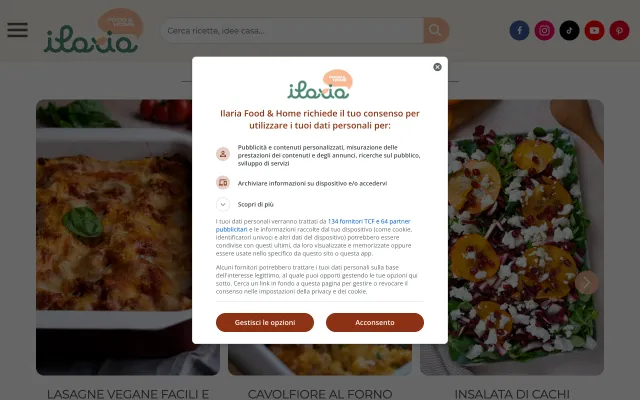 FOOD & HOME
ilaria
Cerca ricette, idee casa...
ilaria
Ilaria Food & Home richiede il tuo consenso per
utilizzare i tuoi dati personali per:
Pubblicità e contenuti personalizzati, misurazione delle
prestazioni dei contenuti e degli annunci, ricerche sul pubblico,
sviluppo di servizi
Archiviare informazioni su dispositivo e/o accedervi
Scopri di più
I tuoi dati personali verranno trattati da 134 fornitori TCF e 64 partner
pubblicitari e le informazioni raccolte dal tuo dispositivo (come cookie,
identificatori univoci e altri dati del dispositivo) potrebbero essere
condivise con questi ultimi, da loro visualizzate e memorizzate oppure
essere usate nello specifico da questo sito o questa app.
Alcuni fornitori potrebbero trattare i tuoi dati personali sulla base
dell'interesse legittimo, al quale puoi opporti gestendo le tue opzioni qui
sotto. Cerca un link in fondo a questa pagina per gestire o revocare il
consenso nelle impostazioni della privacy e dei cookie.
Gestisci le opzioni
Acconsento
LASAGNE VEGANE FACILI E
CAVOLFIORE AL FORNO
INSALATA DI CACHI